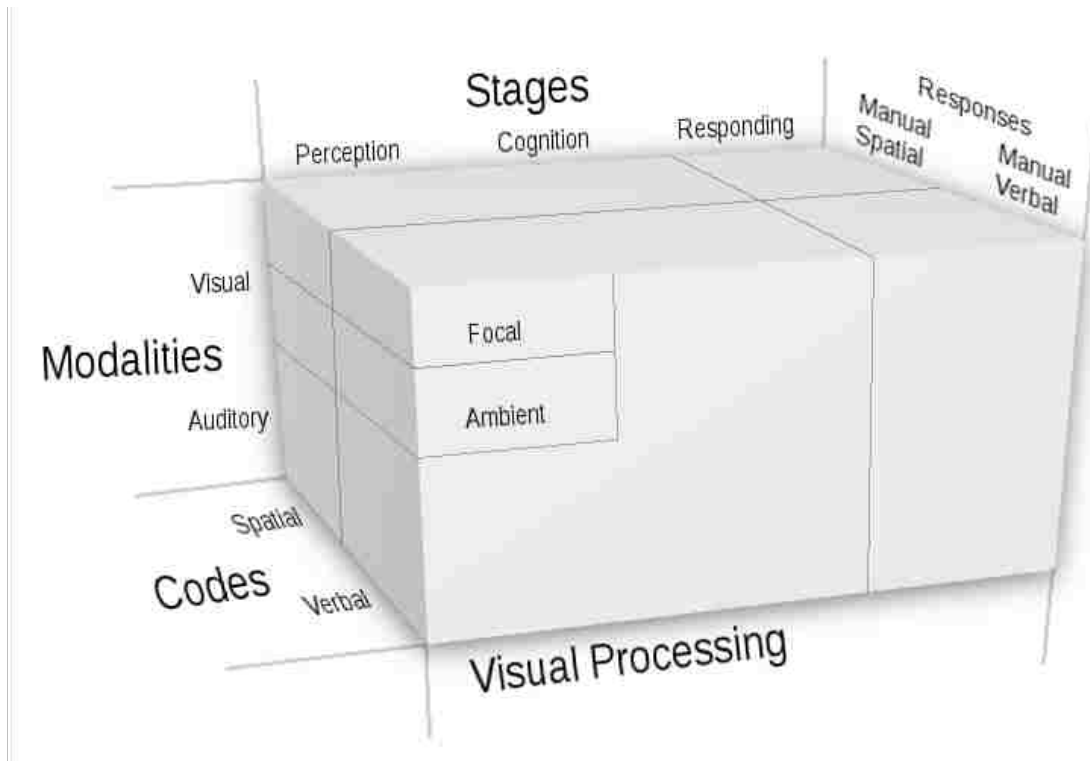 Stages
Responses
Perception
Cognition
Responding
Manual
Spatial
Manual
Verbal
Visual
Focal
Modalities
Auditory
Ambient
Spatial
Codes
Verbal
Visual Processing